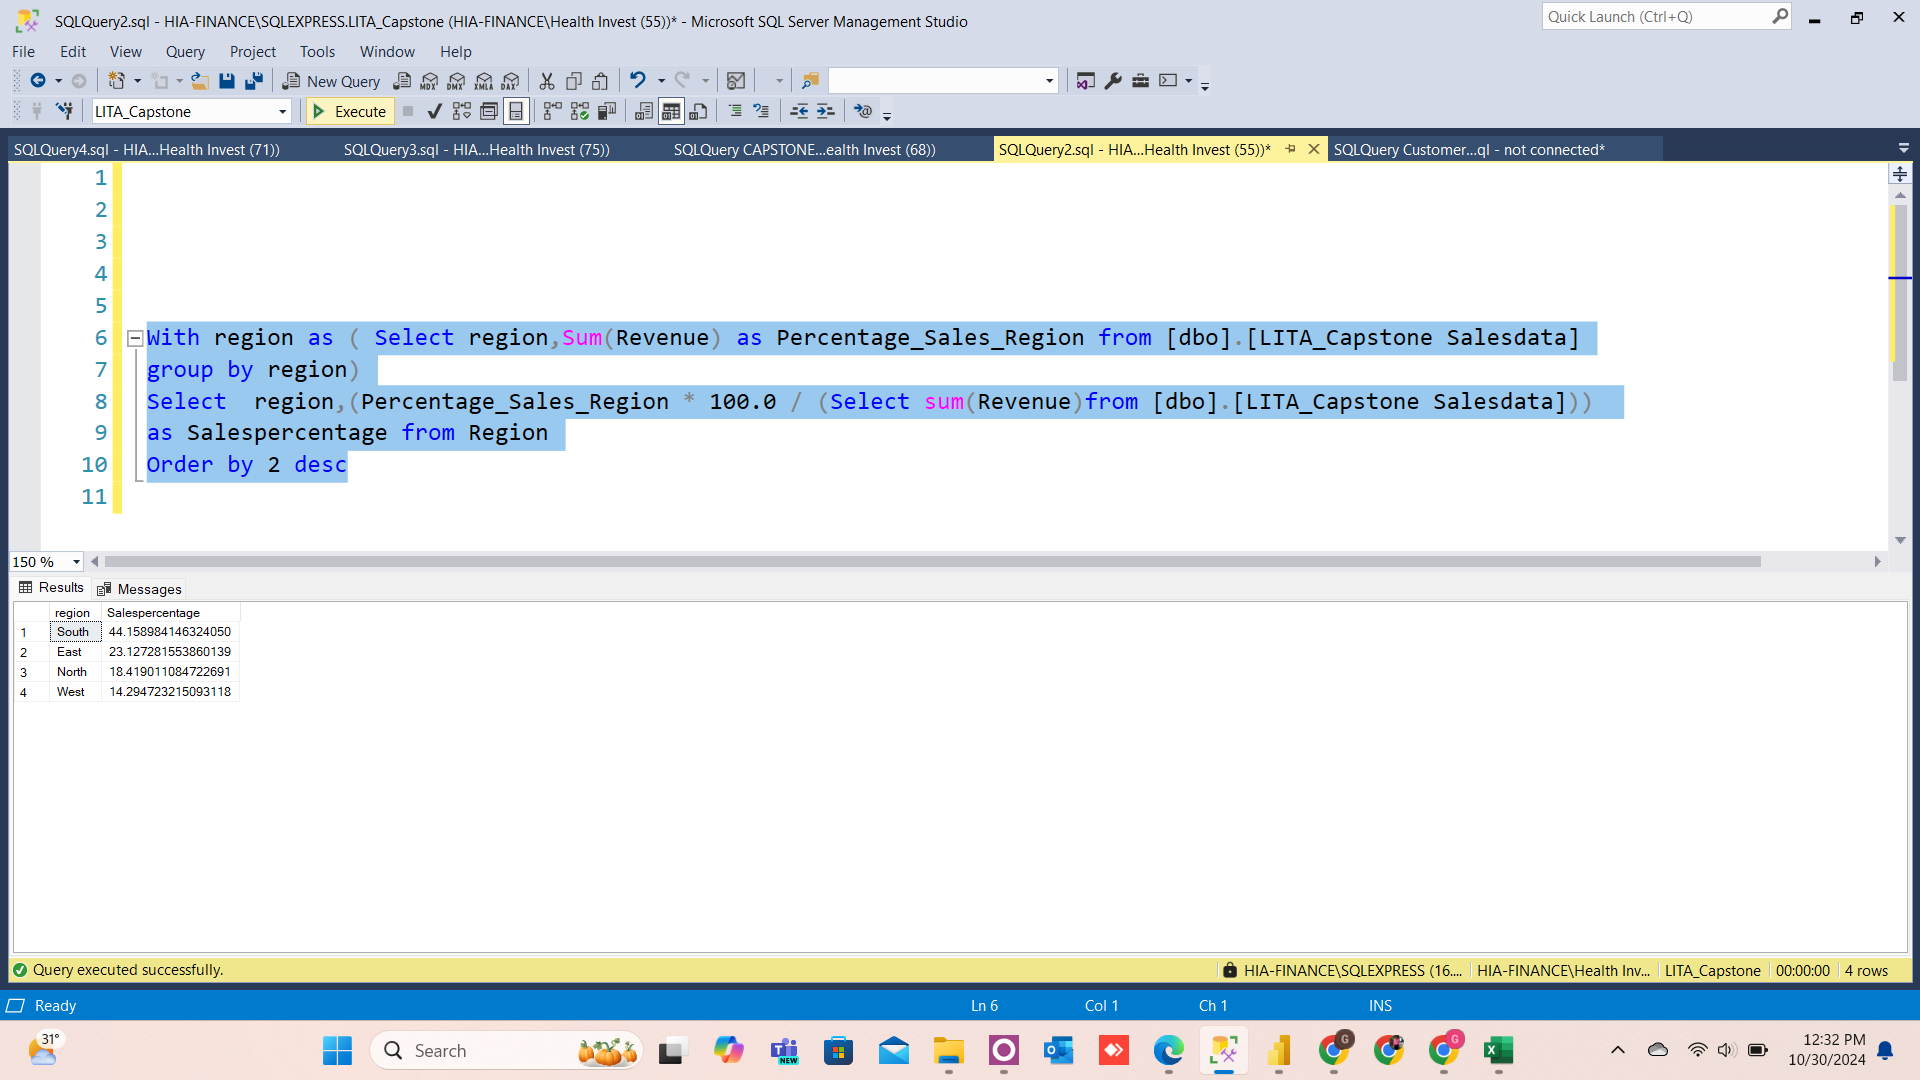 SQLQuery2.sql - HIA-FINANCE\SQLEXPRESS.LITA_Capstone (HIA-FINANCE\Health Invest (55))* - Microsoft SQL Server Management Studio
Quick Launch (Ctrl+Q)
File Edit View Query Project Tools Window Help
New Query MDX DMX XMLA DAX
LITA_Capstone Execute
SQLQuery4.sql - HIA...Health Invest (71)) SQLQuery3.sql - HIA...Health Invest (75)) SQLQuery CAPSTONE...ealth Invest (68)) SQLQuery2.sql - HIA...Health Invest (55))* SQLQuery Customer...ql - not connected*
1
2
3
4
5
6 With region as ( Select region,Sum(Revenue) as Percentage_Sales_Region from [dbo].[LITA_Capstone Salesdata]
7 group by region)
8 Select  region,(Percentage_Sales_Region * 100.0 / (Select sum(Revenue)from [dbo].[LITA_Capstone Salesdata]))
9 as Salespercentage from Region
10 Order by 2 desc
11
150 %
Results Messages
region Salespercentage
1 South 44.158984146324050
2 East 23.127281553860139
3 North 18.419011084722691
4 West 14.294723215093118
Query executed successfully. HIA-FINANCE\SQLEXPRESS (16.... HIA-FINANCE\Health Inv... LITA_Capstone 00:00:00 4 rows
Ready Ln 6 Col 1 Ch 1 INS
31° Search NEW G M G 12:32 PM
10/30/2024